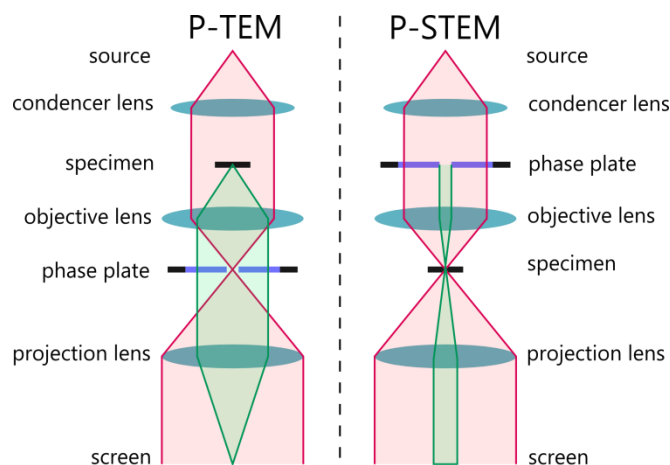 P-TEM
source
condencer lens
specimen
objective lens
phase plate
projection lens
screen
P-STEM
source
condencer lens
phase plate
objective lens
specimen
projection lens
screen